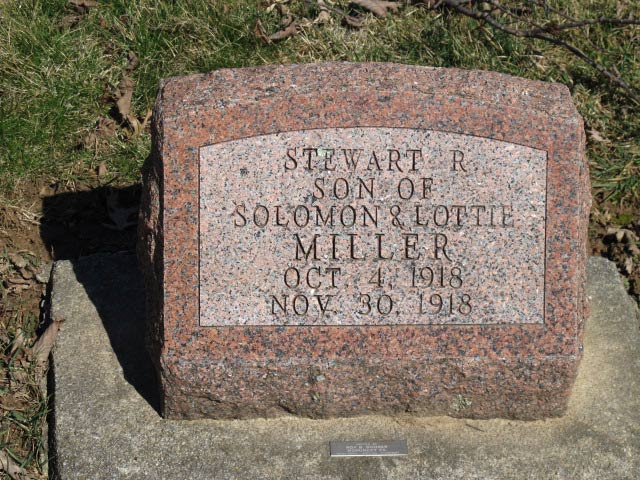 STEWART R
SON OF
SOLOMON & LOTTIE
MILLER
OCT 4, 1918
NOV. 30, 1918